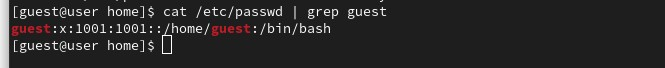 [guest@user home]$ cat /etc/passwd | grep guest
guest:x:1001:1001::/home/guest:/bin/bash
[guest@user home]$